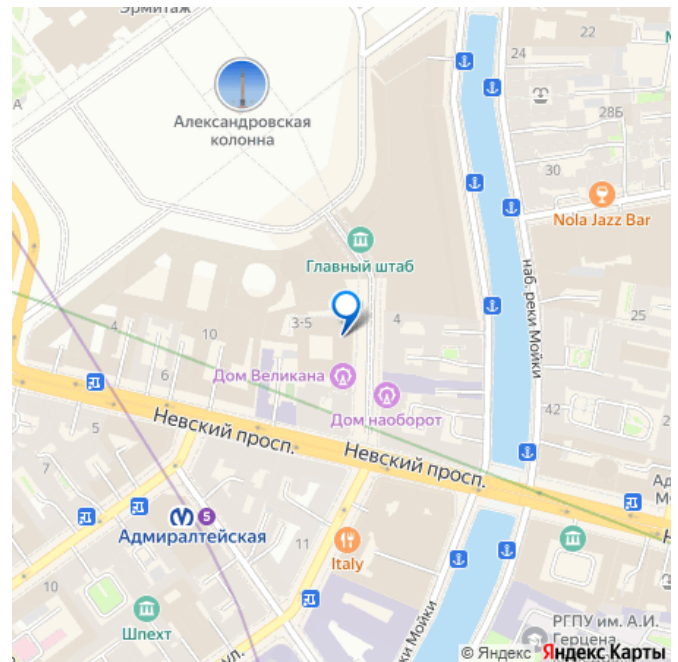 Эрмитаж
24
22
28Б
А
Александровская
колонна
30
Nola Jazz Bar
Главный штаб
наб. реки Мойки
25
4
10
3-5
4
6
Дом Великана
Дом наоборот
42
5
Невский просп.
Невский просп.
7
5
Адмиралтейская
11
Italy
10
Шпехт
ул.
ки Мойки
РГПУ им. А.И.
Герцена
© Яндекс Яндекс Карты